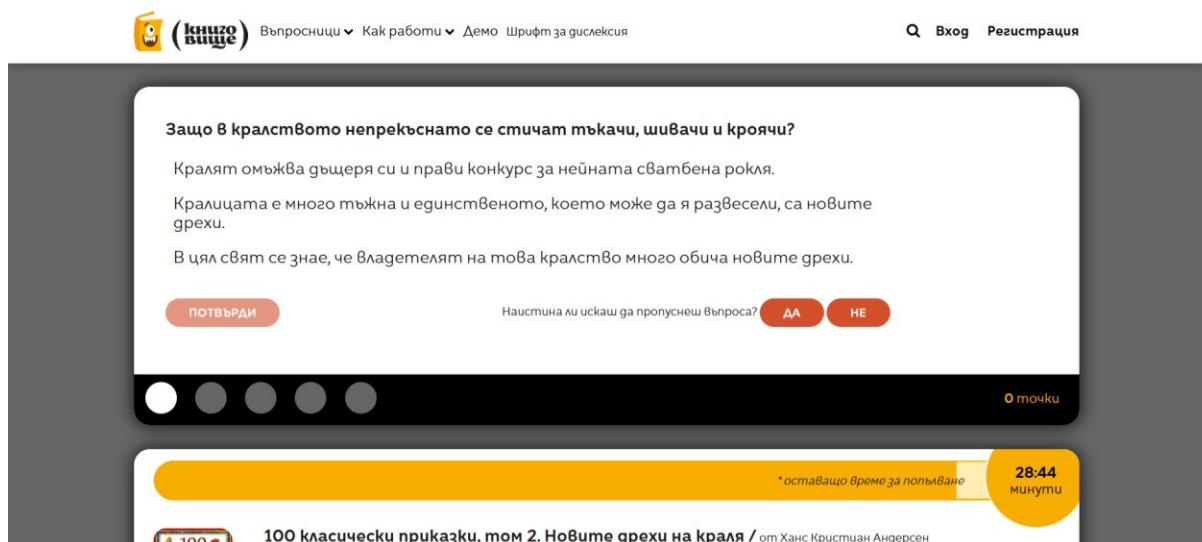 (книго
вище)
Въпросници Как работи Демо Шрифт за дислексия Вход Регистрация
Защо в кралството непрекъснато се стичат тъкачи, шивачи и кроячи?
Кралят омъжва дъщеря си и прави конкурс за нейната сватбена рокля.
Кралицата е много тъжна и единственото, което може да я развесели, са новите
дрехи.
В цял свят се знае, че владетелят на това кралство много обича новите дрехи.
ПОТВЪРДИ Наистина ли искаш да пропуснеш въпроса? ДА НЕ
0 точки
*оставащо време за попълване
28:44
минути
100 класически приказки, том 2. Новите дрехи на краля / от Ханс Кристиан Андерсен
100